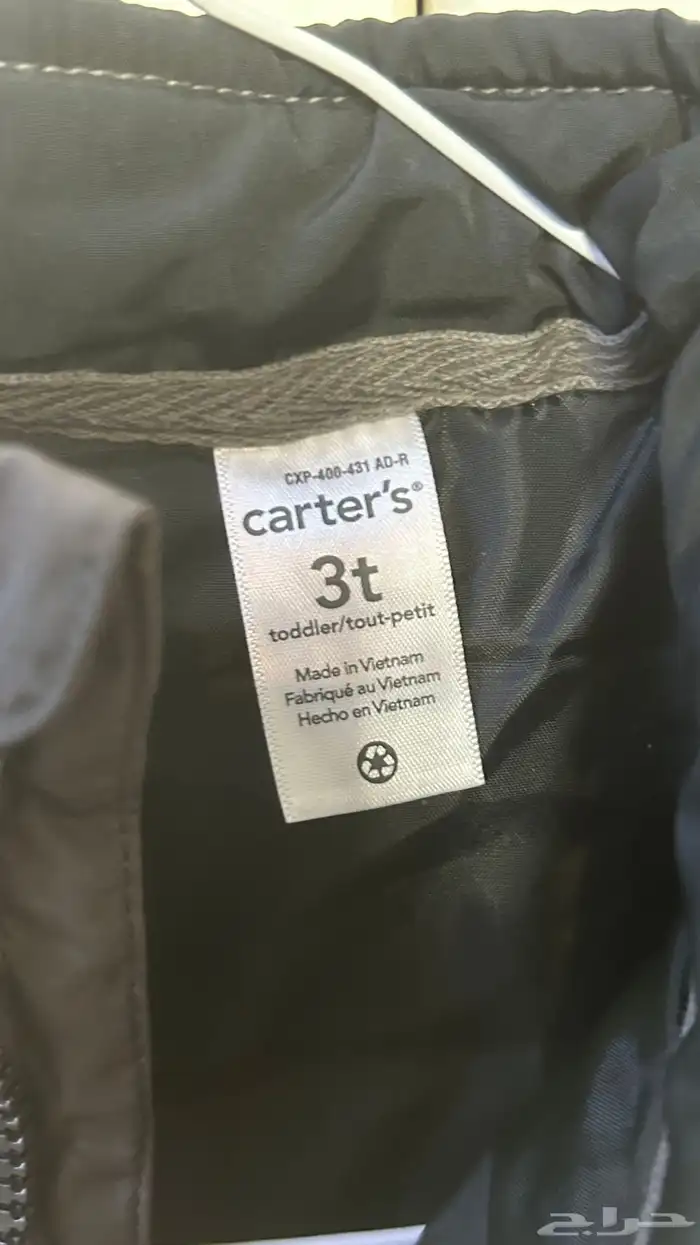 CXP-400-431 AD-R
carter's®
3t
toddler/tout-petit
Made in Vietnam
Fabriqué au Vietnam
Hecho en Vietnam
حراج